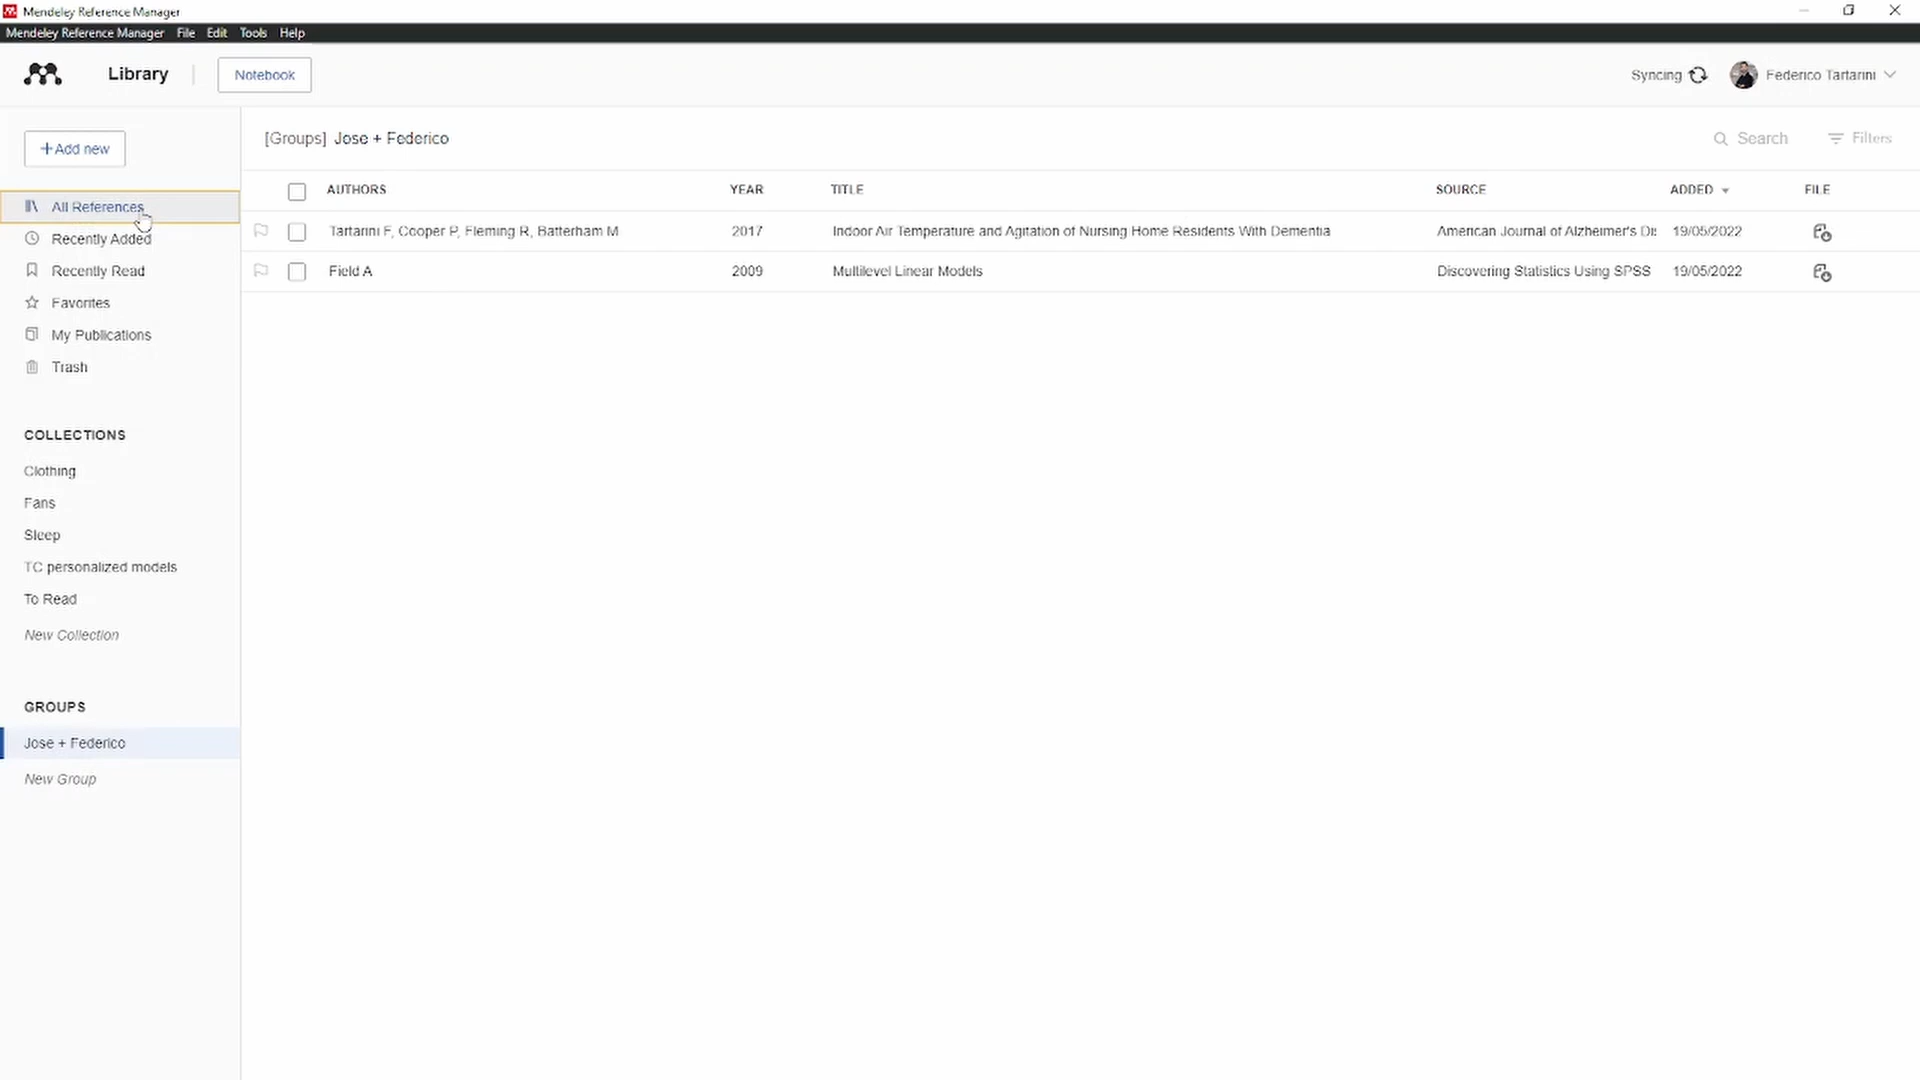 Mendeley Reference Manager
Mendeley Reference Manager File Edit Tools Help
Library Notebook Syncing Federico Tartarini
+Add new
[Groups] Jose + Federico Search Filters
AUTHORS YEAR TITLE SOURCE ADDED FILE
All References
Tartarini F, Cooper P, Fleming R, Batterham M 2017 Indoor Air Temperature and Agitation of Nursing Home Residents With Dementia American Journal of Alzheimer's Di 19/05/2022
Recently Added
Field A 2009 Multilevel Linear Models Discovering Statistics Using SPSS 19/05/2022
Recently Read
Favorites
My Publications
Trash
COLLECTIONS
Clothing
Fans
Sleep
TC personalized models
To Read
New Collection
GROUPS
Jose + Federico
New Group